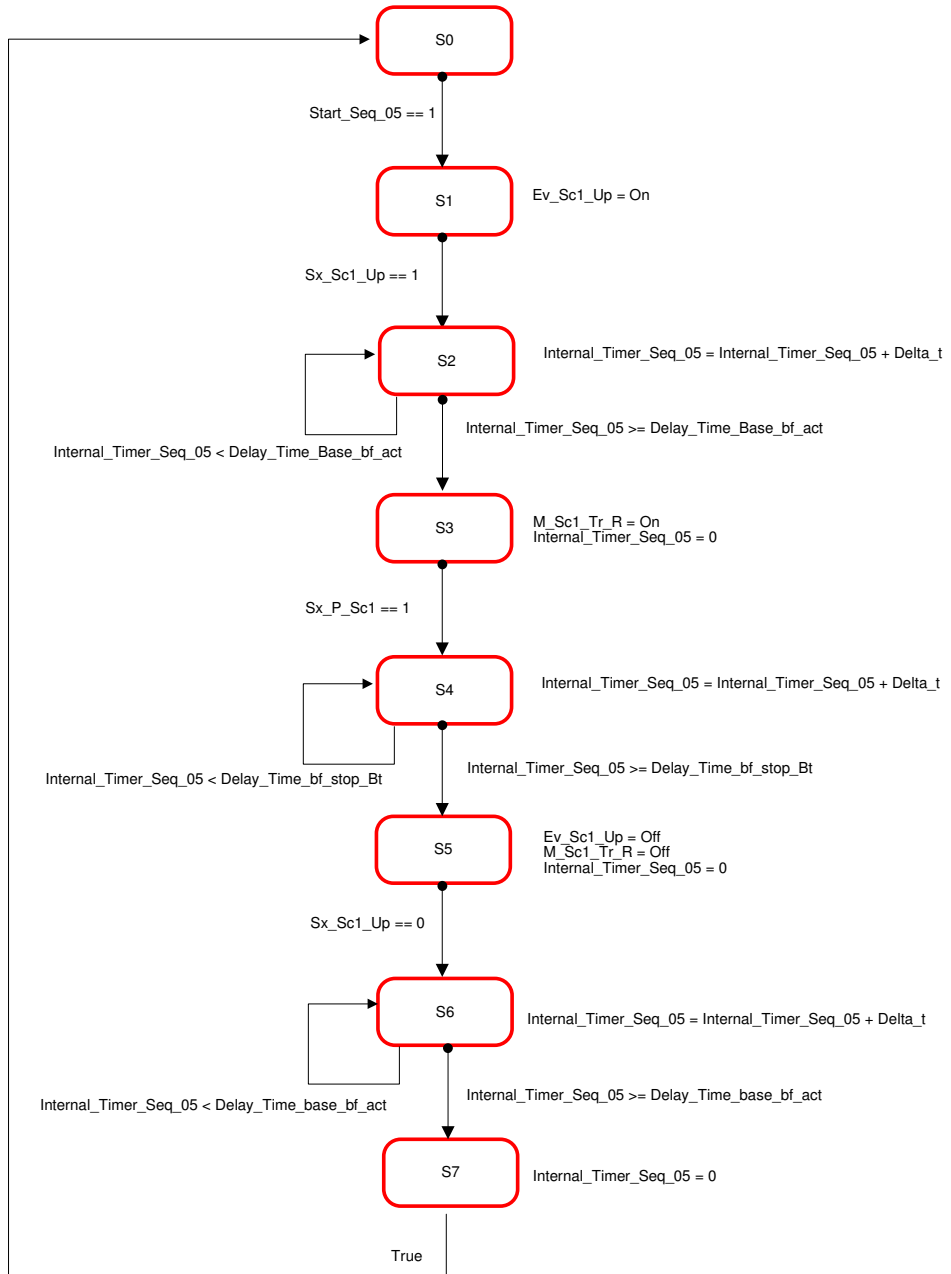 S0
Start_Seq_05 == 1
S1
Ev_Sc1_Up = On
Sx_Sc1_Up == 1
S2
Internal_Timer_Seq_05 = Internal_Timer_Seq_05 + Delta_t
Internal_Timer_Seq_05 >= Delay_Time_Base_bf_act
Internal_Timer_Seq_05 < Delay_Time_Base_bf_act
S3
M_Sc1_Tr_R = On
Internal_Timer_Seq_05 = 0
Sx_P_Sc1 == 1
S4
Internal_Timer_Seq_05 = Internal_Timer_Seq_05 + Delta_t
Internal_Timer_Seq_05 >= Delay_Time_bf_stop_Bt
Internal_Timer_Seq_05 < Delay_Time_bf_stop_Bt
S5
Ev_Sc1_Up = Off
M_Sc1_Tr_R = Off
Internal_Timer_Seq_05 = 0
Sx_Sc1_Up == 0
S6
Internal_Timer_Seq_05 = Internal_Timer_Seq_05 + Delta_t
Internal_Timer_Seq_05 >= Delay_Time_base_bf_act
Internal_Timer_Seq_05 < Delay_Time_base_bf_act
S7
Internal_Timer_Seq_05 = 0
True